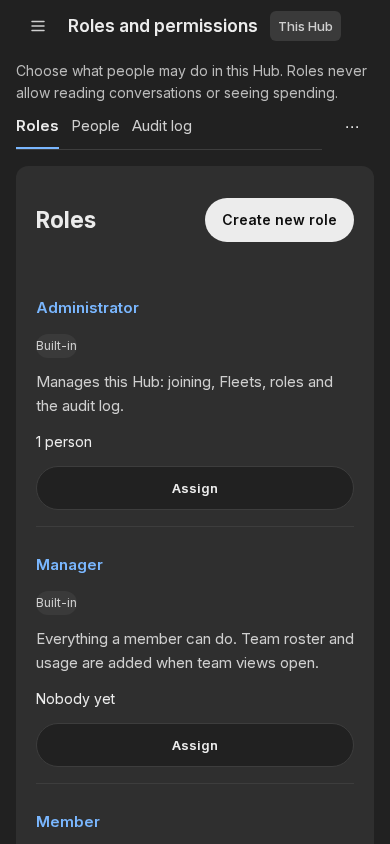 Roles and permissions
This Hub
Choose what people may do in this Hub. Roles never
allow reading conversations or seeing spending.
Roles
People
Audit log
...
Roles
Create new role
Administrator
Built-in
Manages this Hub: joining, Fleets, roles and
the audit log.
1 person
Assign
Manager
Built-in
Everything a member can do. Team roster and
usage are added when team views open.
Nobody yet
Assign
Member